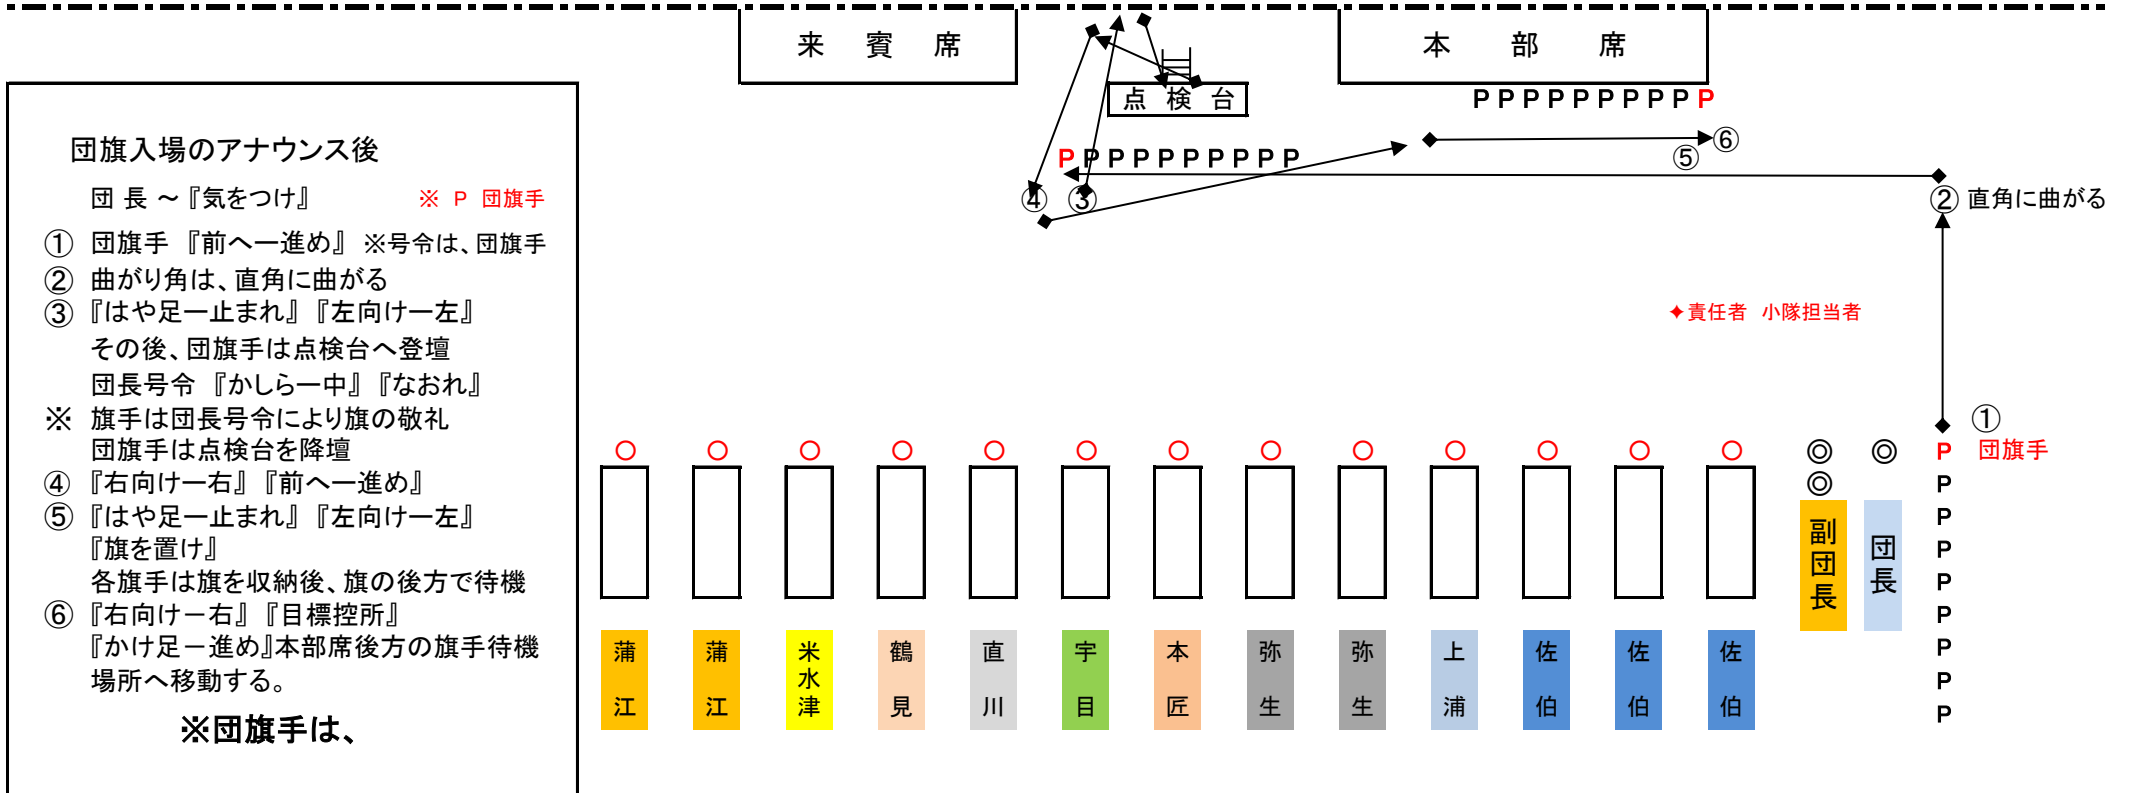 来 賓 席
本 部 席
点 検 台
P P P P P P P P P P
P P P P P P P P P P
⑥
⑤
④
③
② 直角に曲がる
団旗入場のアナウンス後
団 長 ~『気をつけ』 ※ P 団旗手
① 団旗手 『前へー進め』 ※号令は、団旗手
② 曲がり角は、直角に曲がる
③ 『はや足ー止まれ』『左向けー左』
その後、団旗手は点検台へ登壇
団長号令 『かしらー中』『なおれ』
※ 旗手は団長号令により旗の敬礼
団旗手は点検台を降壇
④ 『右向けー右』『前へー進め』
⑤ 『はや足ー止まれ』『左向けー左』
『旗を置け』
各旗手は旗を収納後、旗の後方で待機
⑥ 『右向けー右』『目標控所』
『かけ足ー進め』本部席後方の旗手待機
場所へ移動する。
※団旗手は、
✦責任者 小隊担当者
①
団旗手
P
P
P
P
P
P
P
P
P
副団長
団長
蒲江
蒲江
米水津
鶴見
直川
宇目
本匠
弥生
弥生
上浦
佐伯
佐伯
佐伯